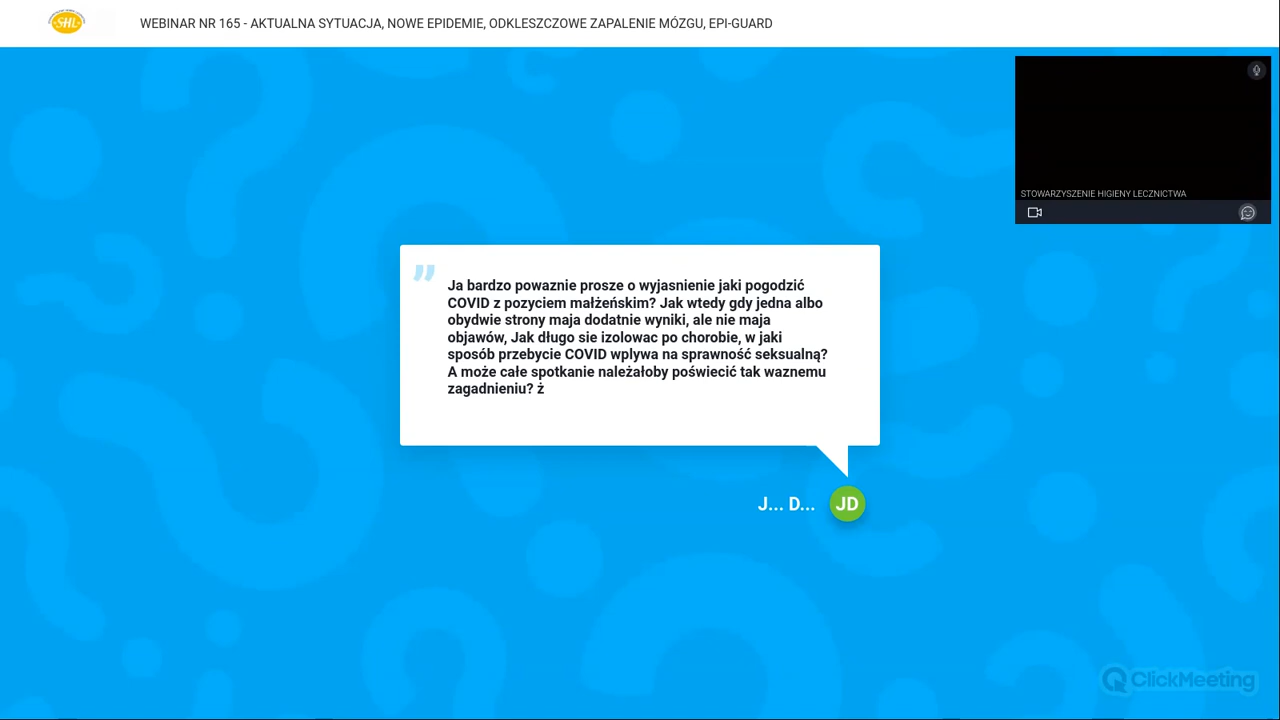 SHL
WEBINAR NR 165 - AKTUALNA SYTUACJA, NOWE EPIDEMIE, ODKLESZCZOWE ZAPALENIE MÓZGU, EPI-GUARD
STOWARZYSZENIE HIGIENY LECZNICTWA
Ja bardzo powaznie prosze o wyjasnienie jaki pogodzić
COVID z pozyciem małżeńskim? Jak wtedy gdy jedna albo
obydwie strony maja dodatnie wyniki, ale nie maja
objawów, Jak długo sie izolowac po chorobie, w jaki
sposób przebycie COVID wplywa na sprawność seksualną?
A może całe spotkanie należałoby poświecić tak waznemu
zagadnieniu? ż
J... D...
JD
ClickMeeting